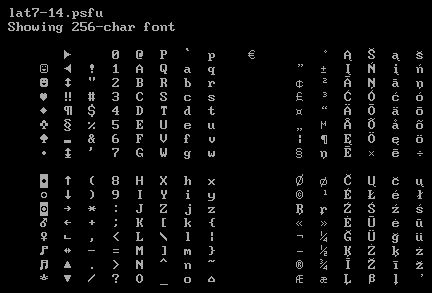 lat7-14.psfu
Showing 256-char font
► 0 @ P ` p € ° Ą Š ą š
☺ ◄ ! 1 A Q a q ” ± Į Ń į ń
☻ ↕ " 2 B R b r ¢ ² Ā Ņ ā ņ
♥ ‼ # 3 C S c s £ ³ Ć Ó ć ó
♦ ¶ $ 4 D T d t ¤ “ Ä Ō ä ō
♣ § % 5 E U e u „ µ Å Õ å õ
♠ ▬ & 6 F V f v ¦ ¶ Ę Ö ę ö
• ↨ ' 7 G W g w § Ē × ē ÷
◘ ↑ ( 8 H X h x Ø ø Č Ų č ų
○ ↓ ) 9 I Y i y © ¹ É Ł é ł
◙ → * : J Z j z Ŗ ŗ Ź Ś ź ś
♂ ← + ; K [ k { « » Ė Ū ė ū
♀ ∟ , < L \ l | ¬ ¼ Ģ Ü ģ ü
♪ ↔ - = M ] m } - ½ Ķ Ż ķ ż
♫ ▲ . > N ^ n ~ ® ¾ Ī Ž ī ž
☼ ▼ / ? O _ o ⌂ Æ æ Ļ ß ļ ’